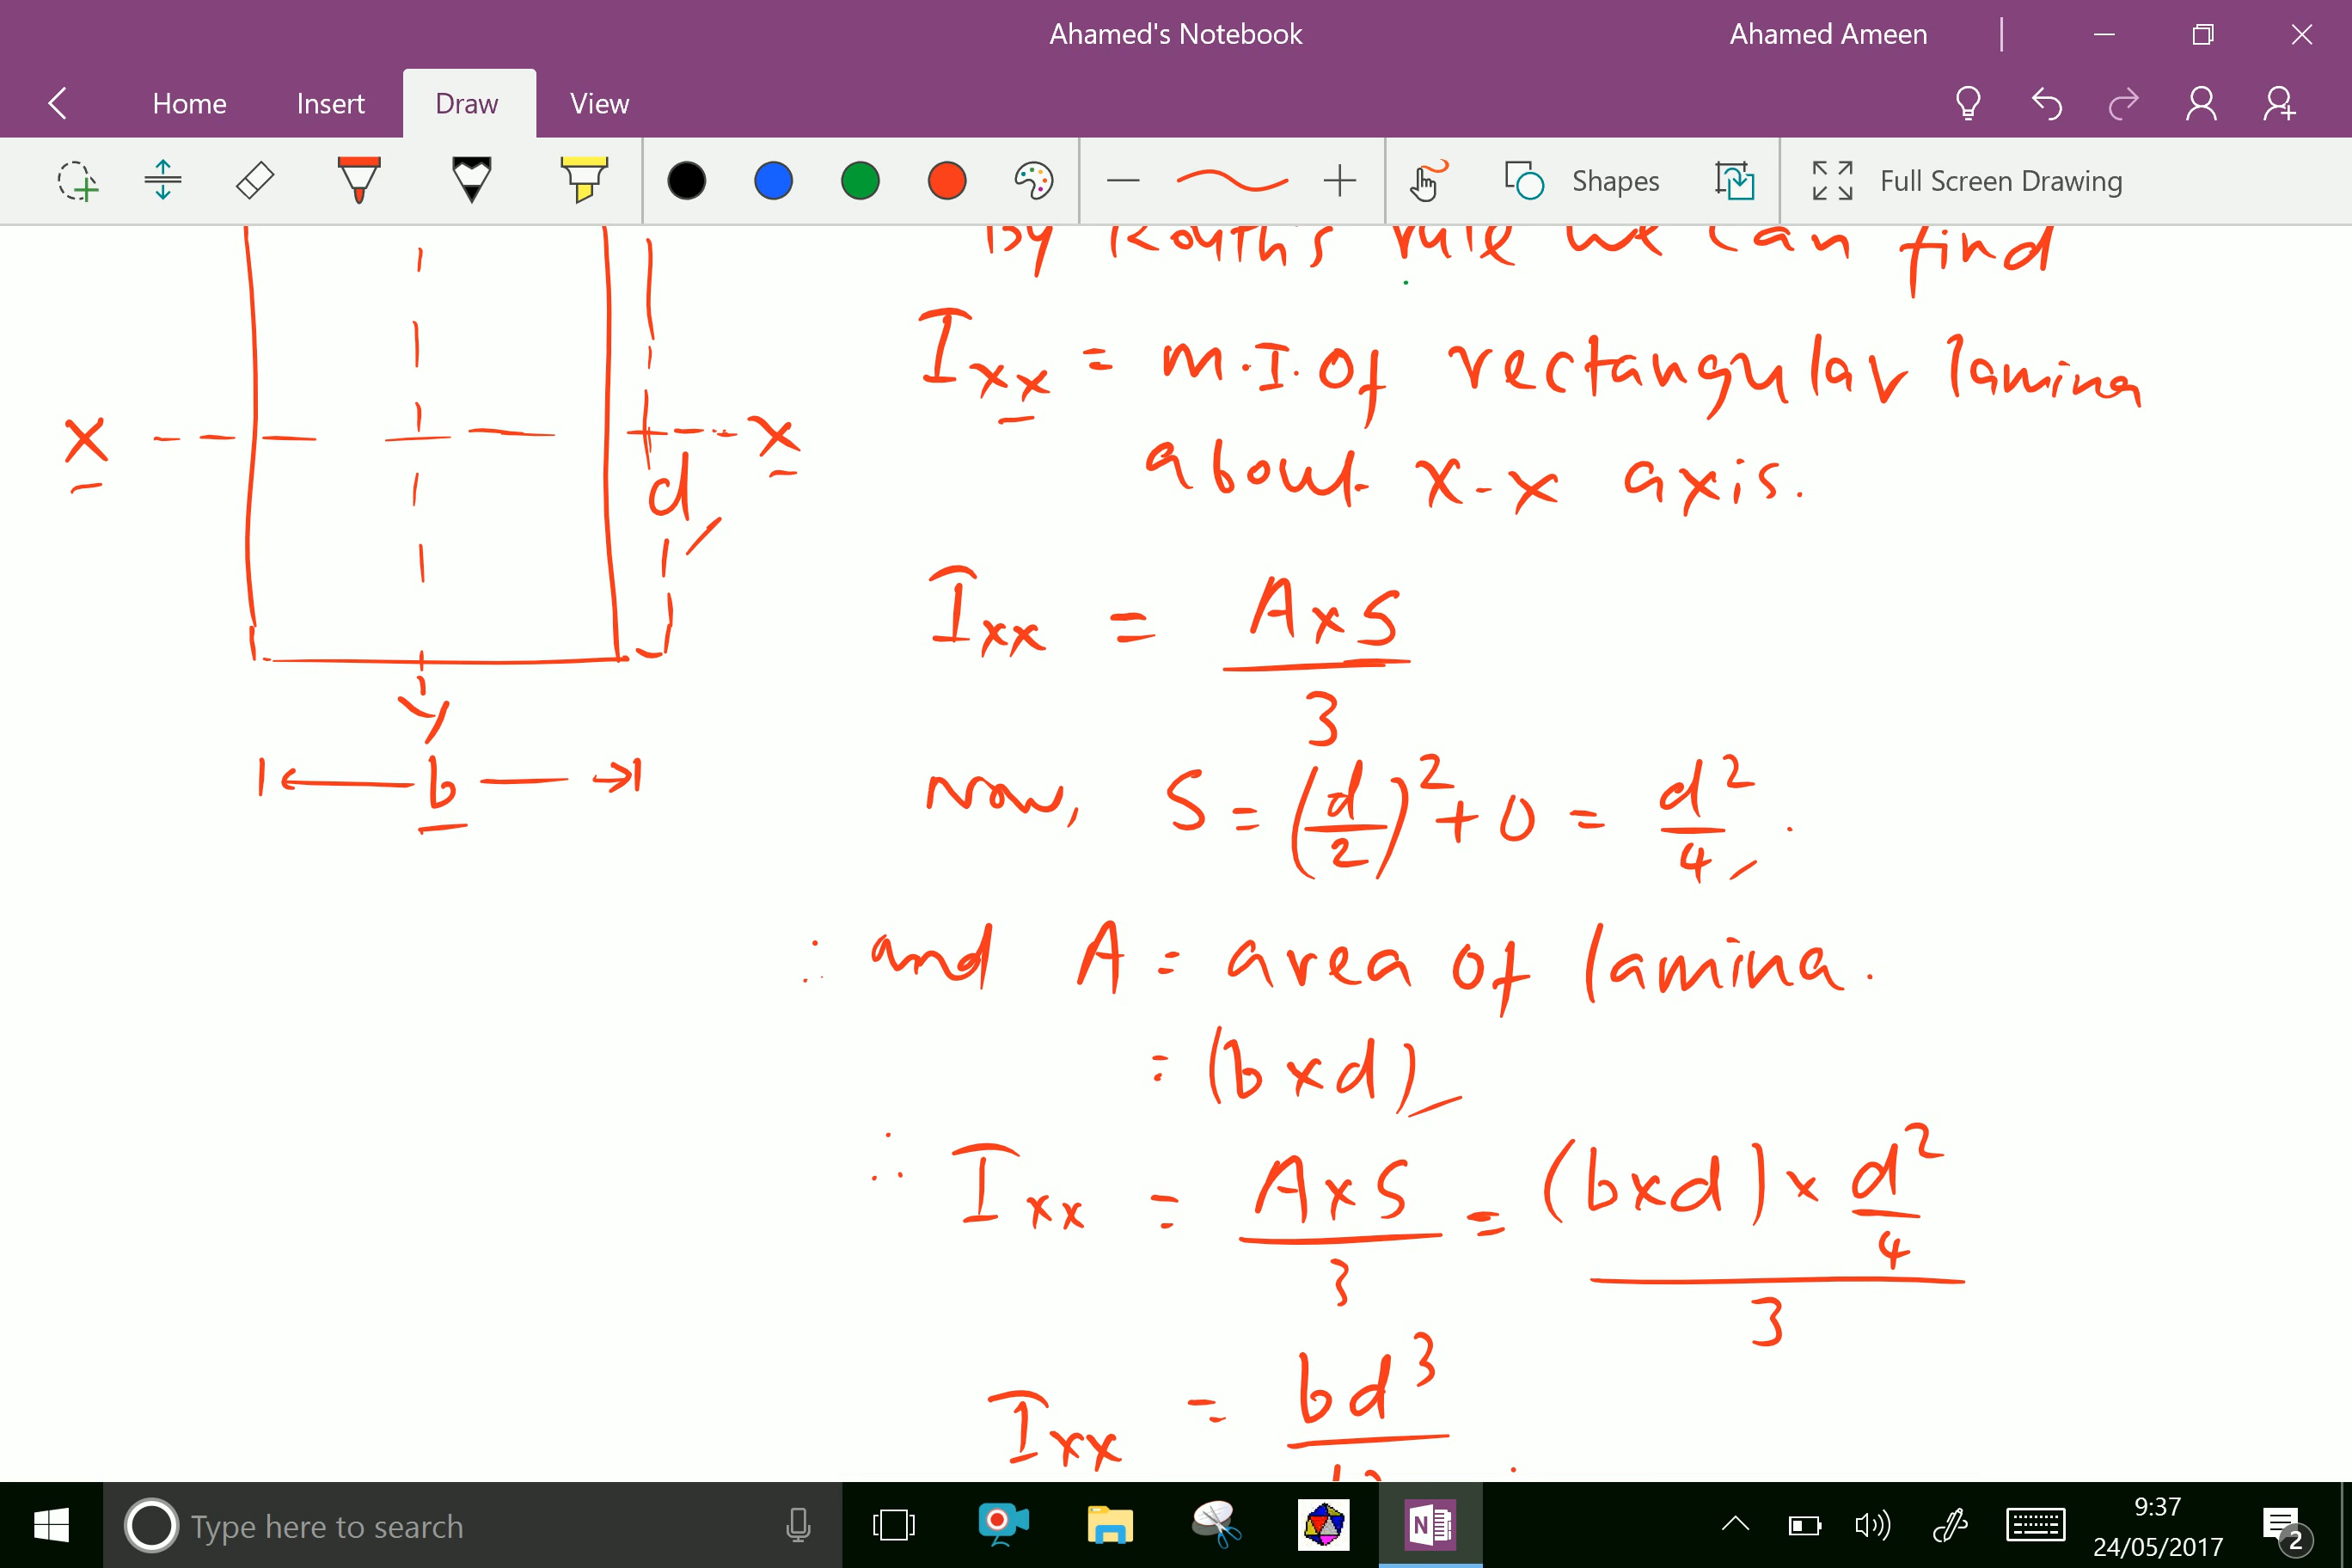 Ahamed's Notebook
Ahamed Ameen
Home Insert Draw View
Shapes
Full Screen Drawing
By Routh's rule we can find
Ixx = m.I. of rectangular lamina
about x-x axis.
x
x
d
y
b
Ixx = A×S / 3
now, S = (d/2)² + 0 = d²/4.
∴ and A = area of lamina.
= (b×d)
∴ Ixx = A×S / 3 = (b×d) × d²/4 / 3
Ixx = bd³ / 12
Type here to search
N
9:37
24/05/2017
2